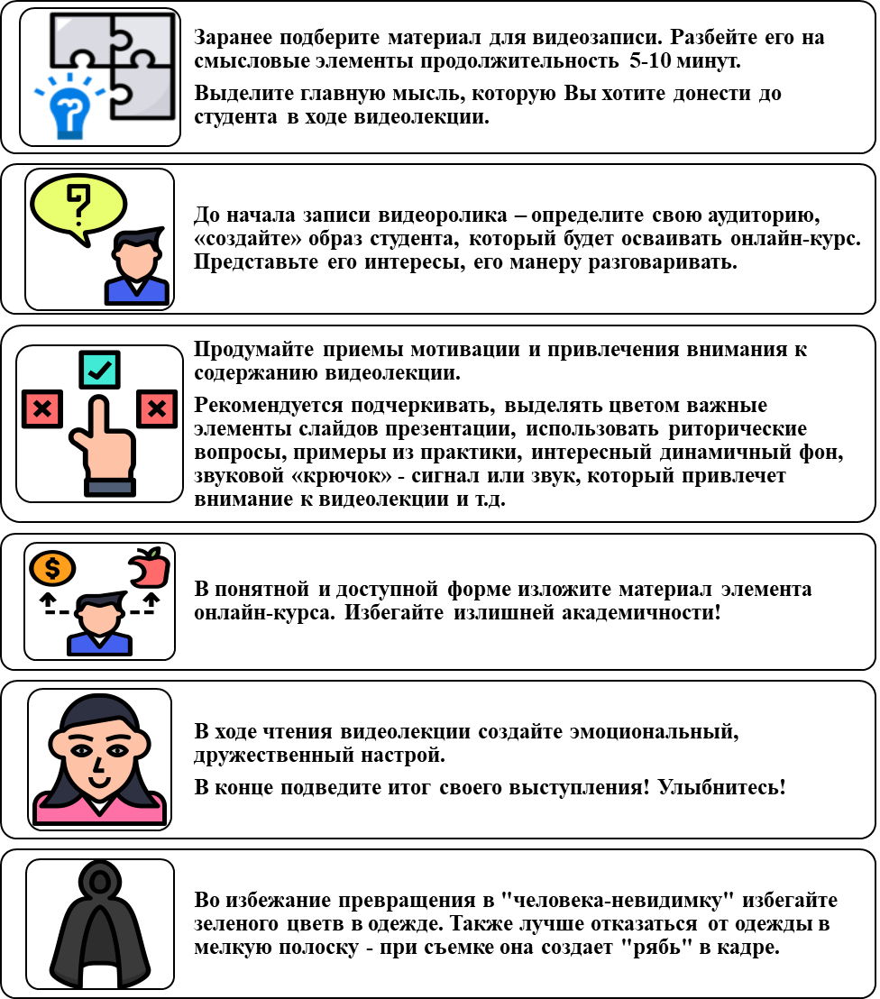 Заранее подберите материал для видеозаписи. Разбейте его на
смысловые элементы продолжительность 5-10 минут.
Выделите главную мысль, которую Вы хотите донести до
студента в ходе видеолекции.
До начала записи видеоролика – определите свою аудиторию,
«создайте» образ студента, который будет осваивать онлайн-курс.
Представьте его интересы, его манеру разговаривать.
Продумайте приемы мотивации и привлечения внимания к
содержанию видеолекции.
Рекомендуется подчеркивать, выделять цветом важные
элементы слайдов презентации, использовать риторические
вопросы, примеры из практики, интересный динамичный фон,
звуковой «крючок» - сигнал или звук, который привлечет
внимание к видеолекции и т.д.
В понятной и доступной форме изложите материал элемента
онлайн-курса. Избегайте излишней академичности!
В ходе чтения видеолекции создайте эмоциональный,
дружественный настрой.
В конце подведите итог своего выступления! Улыбнитесь!
Во избежание превращения в "человека-невидимку" избегайте
зеленого цветв в одежде. Также лучше отказаться от одежды в
мелкую полоску - при съемке она создает "рябь" в кадре.